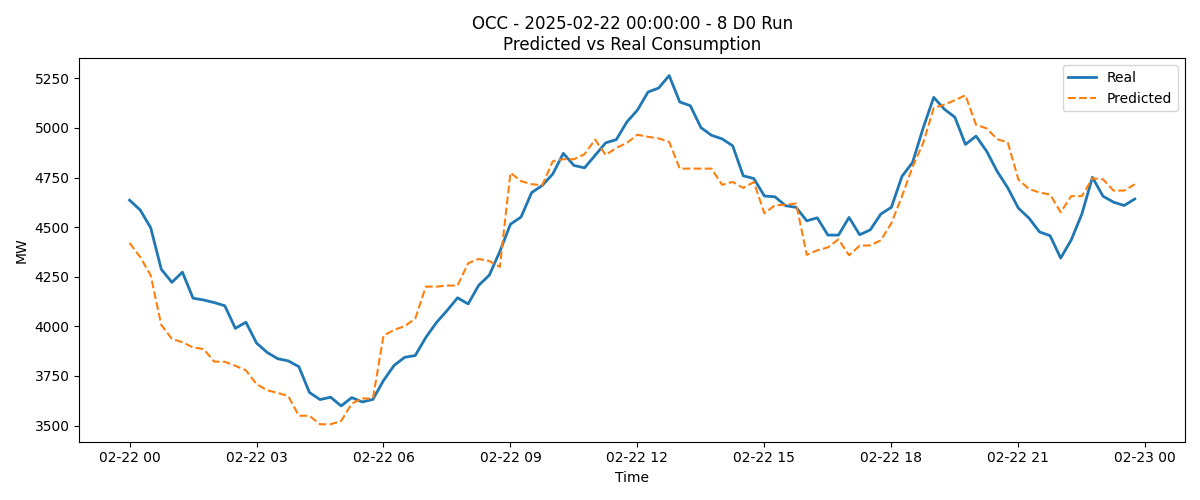 OCC - 2025-02-22 00:00:00 - 8 D0 Run
Predicted vs Real Consumption
Real
Predicted
MW
5250
5000
4750
4500
4250
4000
3750
3500
02-22 00
02-22 03
02-22 06
02-22 09
02-22 12
02-22 15
02-22 18
02-22 21
02-23 00
Time